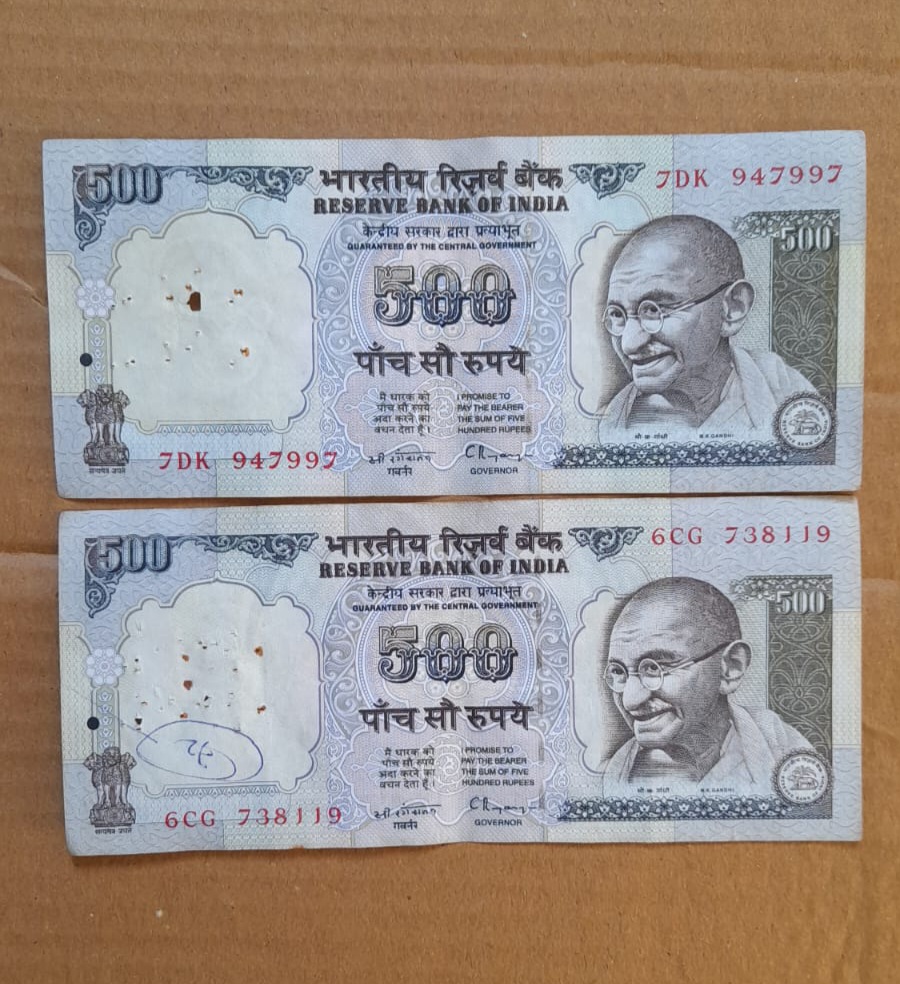 500
भारतीय रिज़र्व बैंक
7DK 947997
RESERVE BANK OF INDIA
केन्द्रीय सरकार द्वारा प्रत्याभूत
GUARANTEED BY THE CENTRAL GOVERNMENT
500
500
पाँच सौ रुपये
मैं धारक को
पाँच सौ रुपये
अदा करने का
वचन देता हूँ।
I PROMISE TO
PAY THE BEARER
THE SUM OF FIVE
HUNDRED RUPEES
मो॰ क॰ गांधी
M.K.GANDHI
7DK 947997
गवर्नर
GOVERNOR
सत्यमेव जयते
500
भारतीय रिज़र्व बैंक
6CG 738119
RESERVE BANK OF INDIA
केन्द्रीय सरकार द्वारा प्रत्याभूत
GUARANTEED BY THE CENTRAL GOVERNMENT
500
500
पाँच सौ रुपये
मैं धारक को
पाँच सौ रुपये
अदा करने का
वचन देता हूँ।
I PROMISE TO
PAY THE BEARER
THE SUM OF FIVE
HUNDRED RUPEES
मो॰ क॰ गांधी
M.K.GANDHI
6CG 738119
गवर्नर
GOVERNOR
सत्यमेव जयते